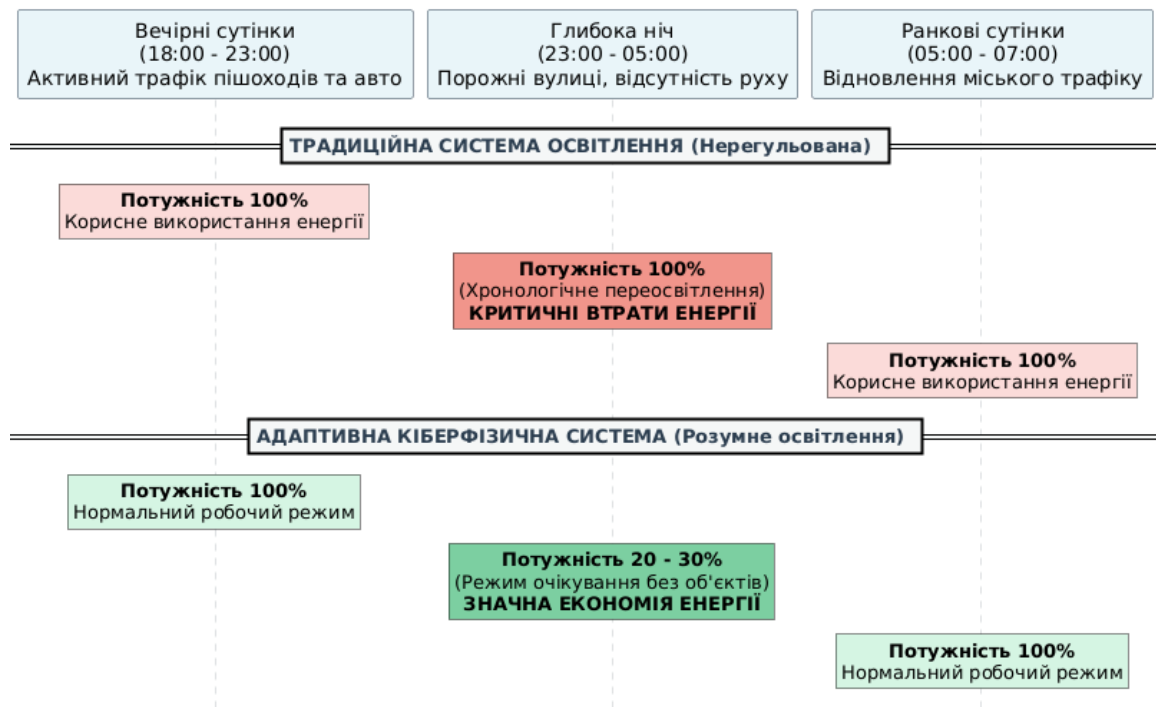 Вечірні сутінки
(18:00 - 23:00)
Активний трафік пішоходів та авто
Глибока ніч
(23:00 - 05:00)
Порожні вулиці, відсутність руху
Ранкові сутінки
(05:00 - 07:00)
Відновлення міського трафіку
ТРАДИЦІЙНА СИСТЕМА ОСВІТЛЕННЯ (Нерегульована)
Потужність 100%
Корисне використання енергії
Потужність 100%
(Хронологічне переосвітлення)
КРИТИЧНІ ВТРАТИ ЕНЕРГІЇ
Потужність 100%
Корисне використання енергії
АДАПТИВНА КІБЕРФІЗИЧНА СИСТЕМА (Розумне освітлення)
Потужність 100%
Нормальний робочий режим
Потужність 20 - 30%
(Режим очікування без об'єктів)
ЗНАЧНА ЕКОНОМІЯ ЕНЕРГІЇ
Потужність 100%
Нормальний робочий режим